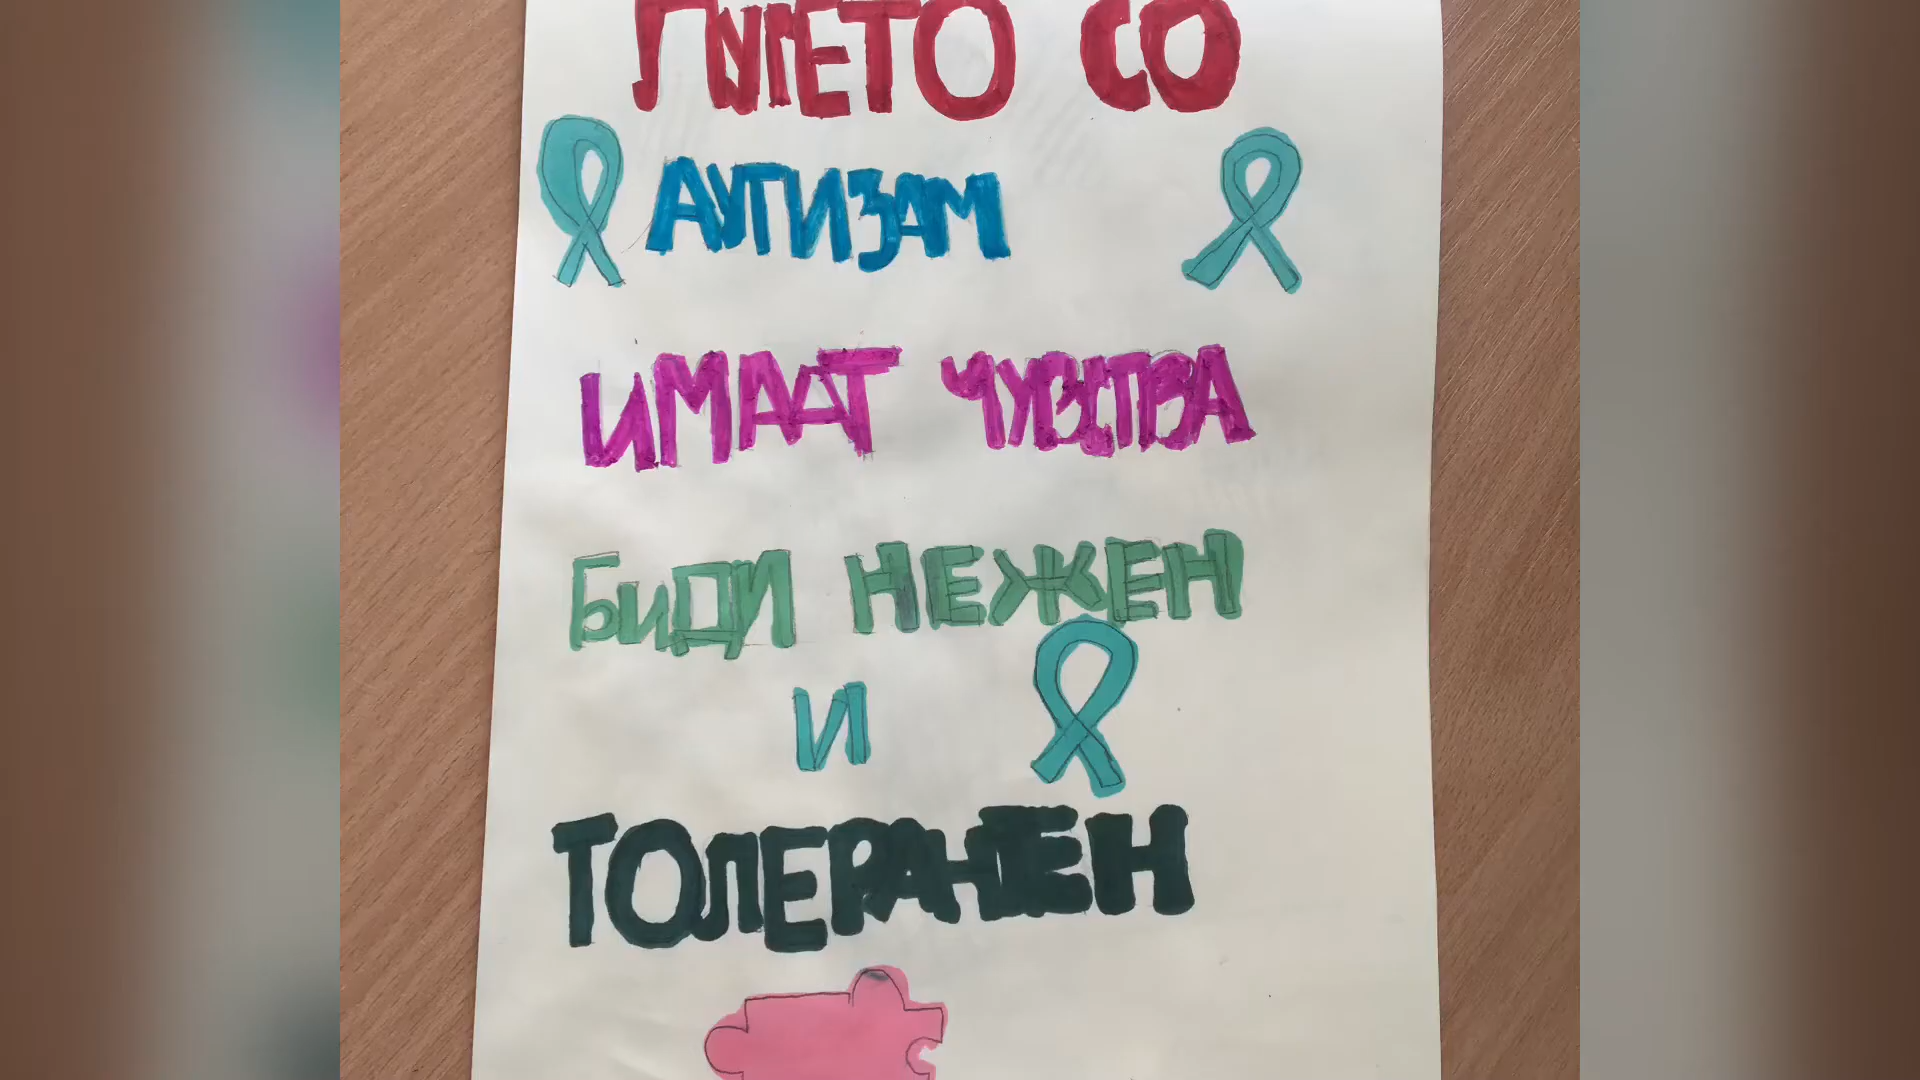 ЛУЃЕТО СО
АУТИЗАМ
ИМААТ ЧУВСТВА
БИДИ НЕЖЕН
И
ТОЛЕРАНТЕН